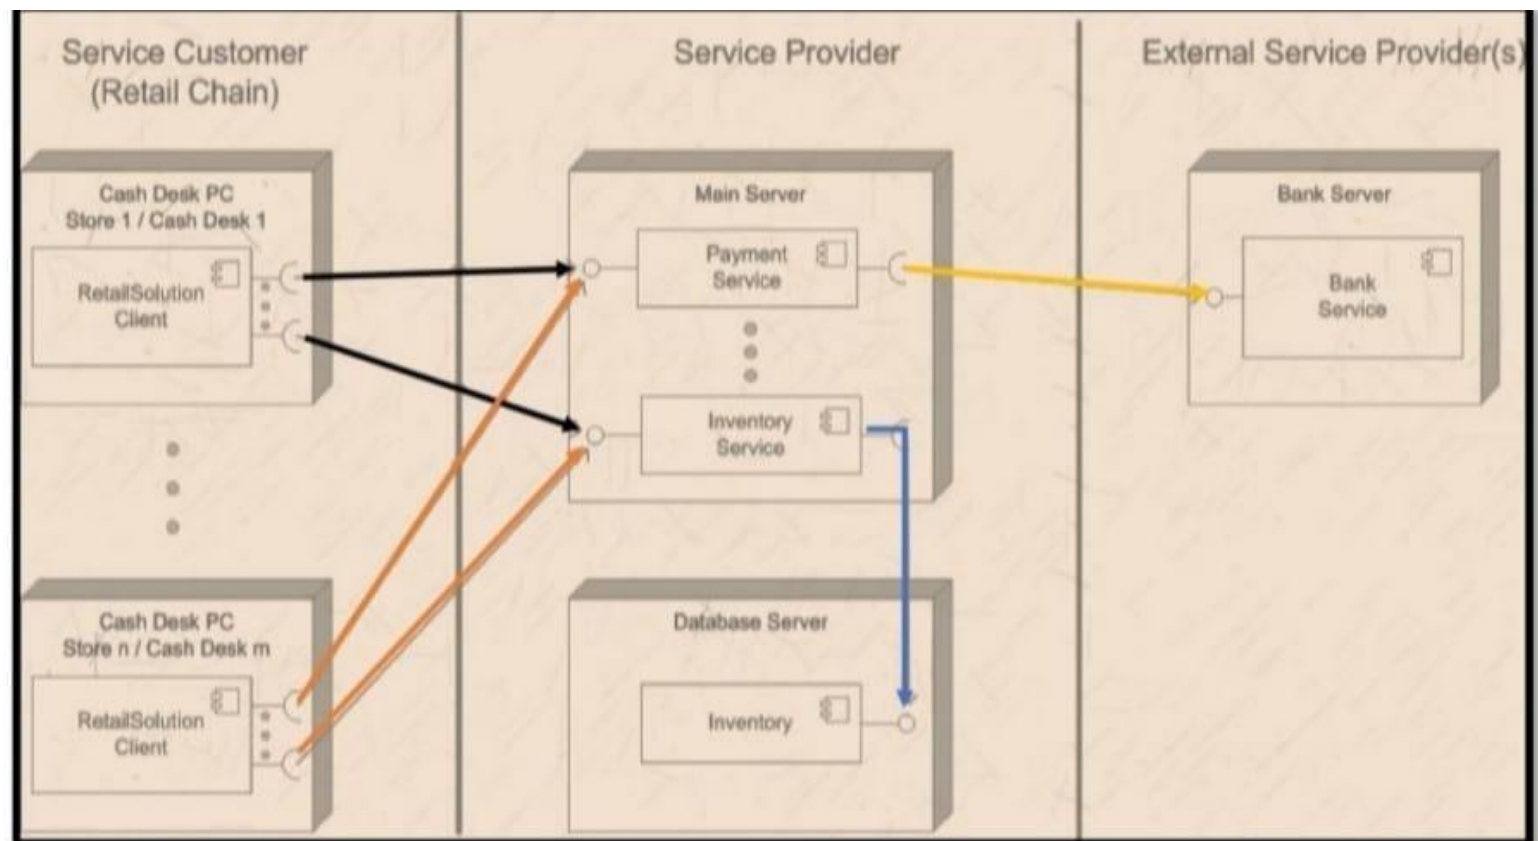 Service Customer
(Retail Chain)
Service Provider
External Service Provider(s)
Cash Desk PC
Store 1 / Cash Desk 1
RetailSolution
Client
Main Server
Payment
Service
Inventory
Service
Bank Server
Bank
Service
Cash Desk PC
Store n / Cash Desk m
RetailSolution
Client
Database Server
Inventory